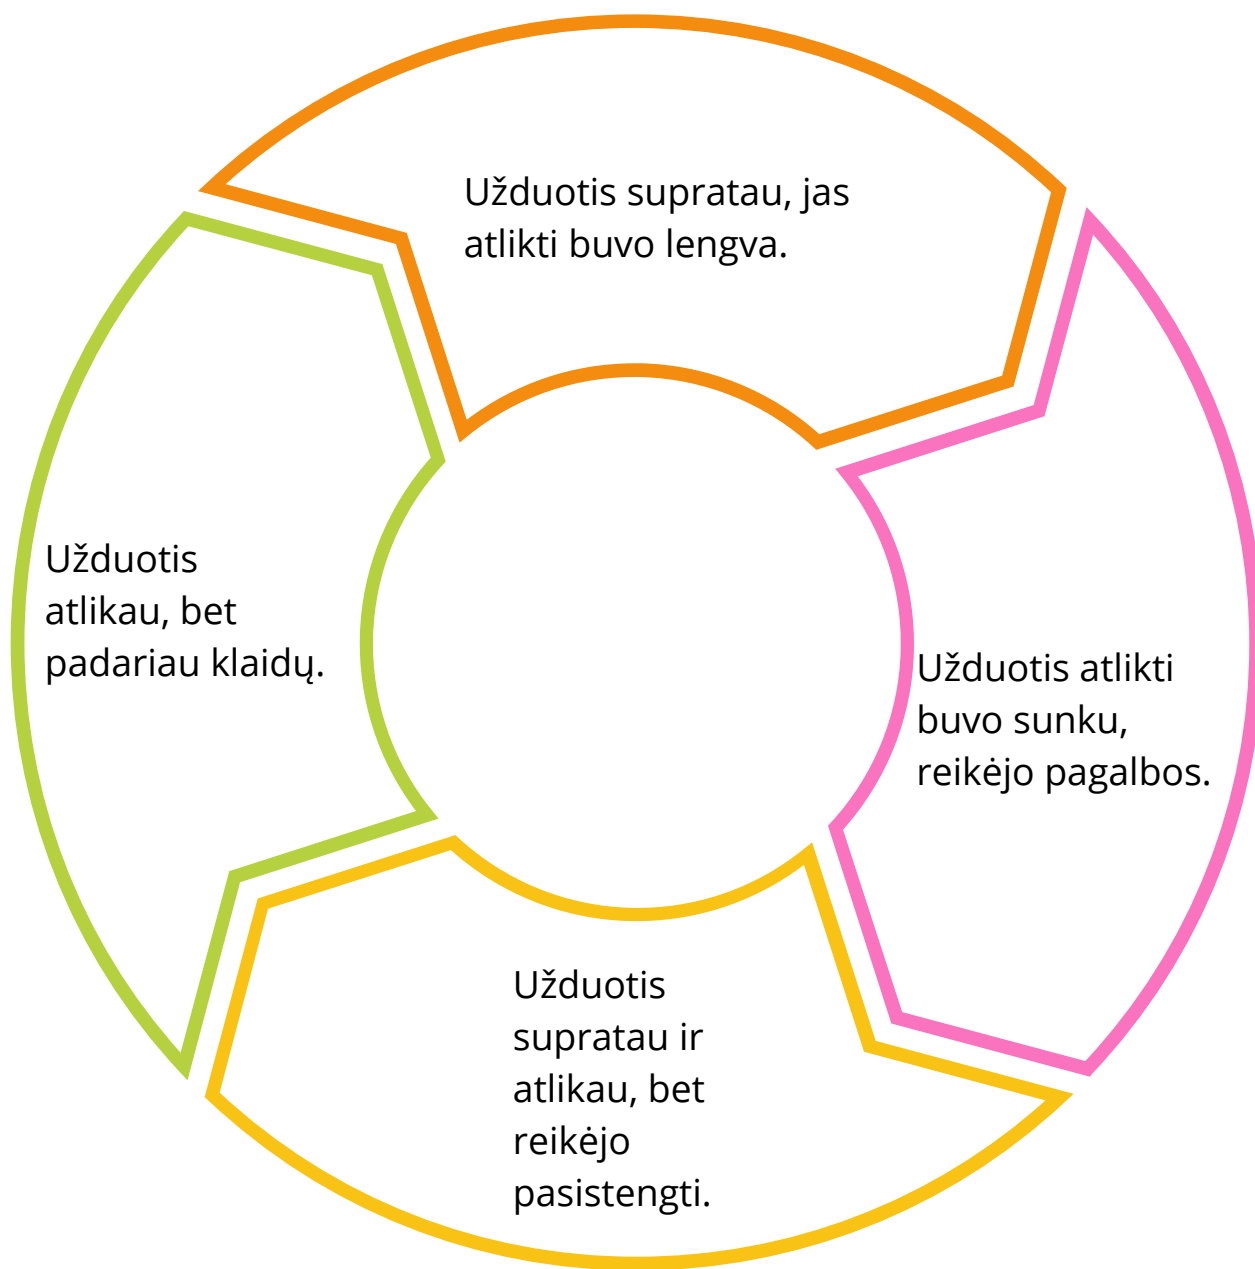 Užduotis supratau, jas
atlikti buvo lengva.
Užduotis
atlikau, bet
padariau klaidų.
Užduotis atlikti
buvo sunku,
reikėjo pagalbos.
Užduotis
supratau ir
atlikau, bet
reikėjo
pasistengti.